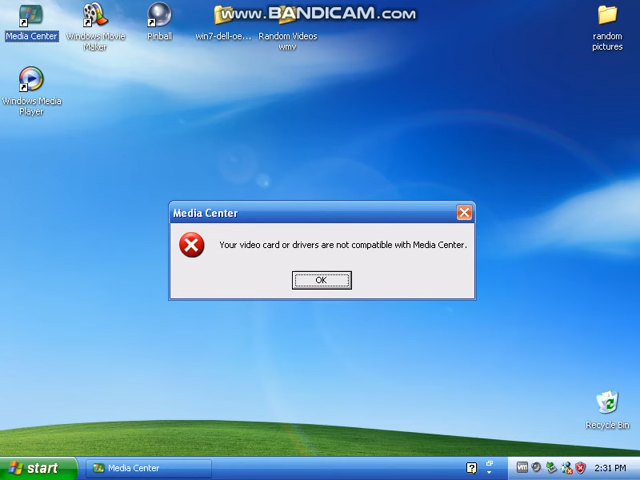 www.BANDICAM.com
Media Center
Windows Movie
Maker
Pinball
win7-dell-oe...
Random Videos
wmv
random
pictures
Windows Media
Player
Media Center
Your video card or drivers are not compatible with Media Center.
OK
Recycle Bin
start
Media Center
?
vm
2:31 PM